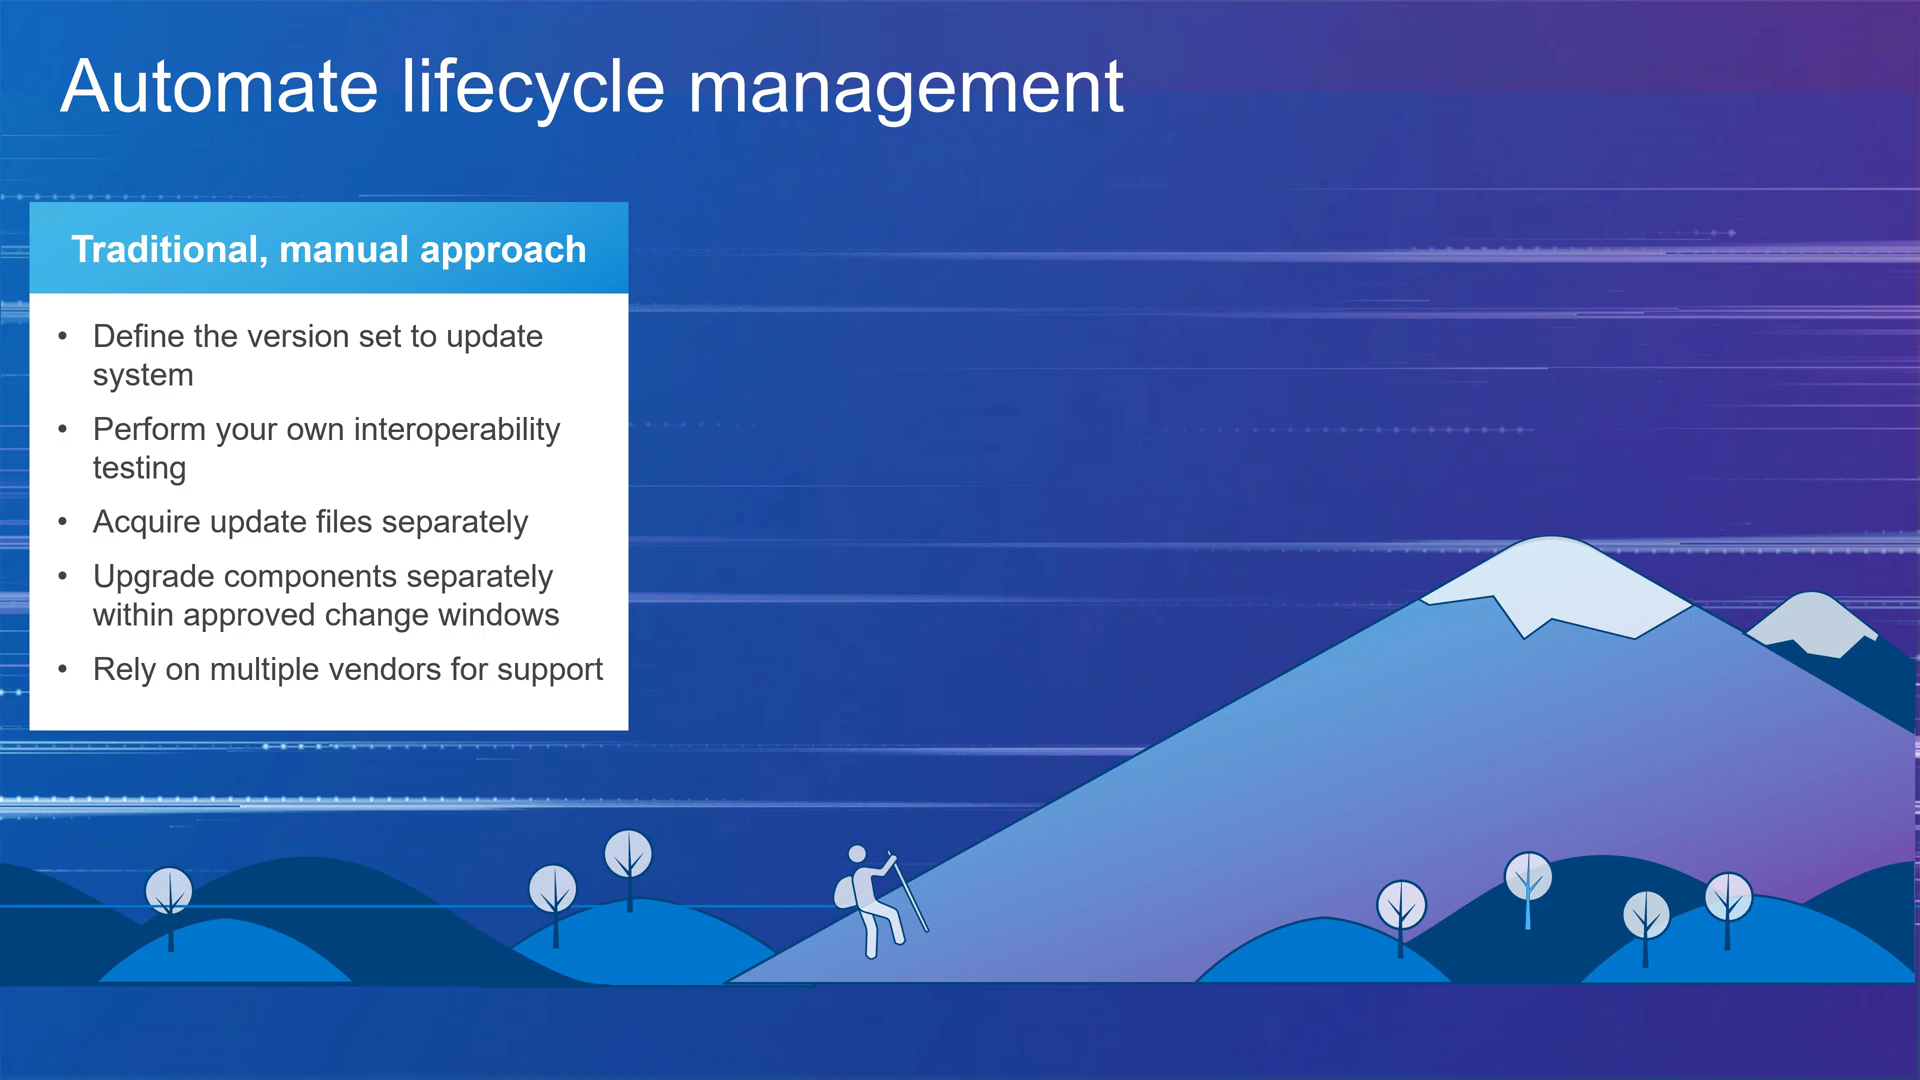 Automate lifecycle management
Traditional, manual approach
• Define the version set to update
system
• Perform your own interoperability
testing
• Acquire update files separately
• Upgrade components separately
within approved change windows
• Rely on multiple vendors for support